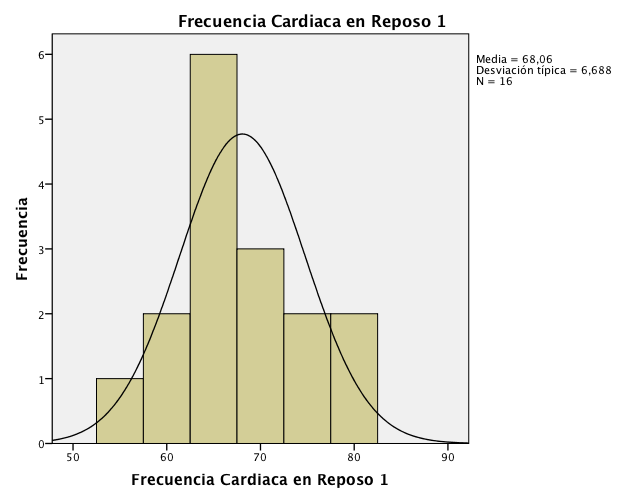 Frecuencia Cardiaca en Reposo 1
Media = 68,06
Desviación típica = 6,688
N = 16
Frecuencia
6
5
4
3
2
1
0
50 60 70 80 90
Frecuencia Cardiaca en Reposo 1